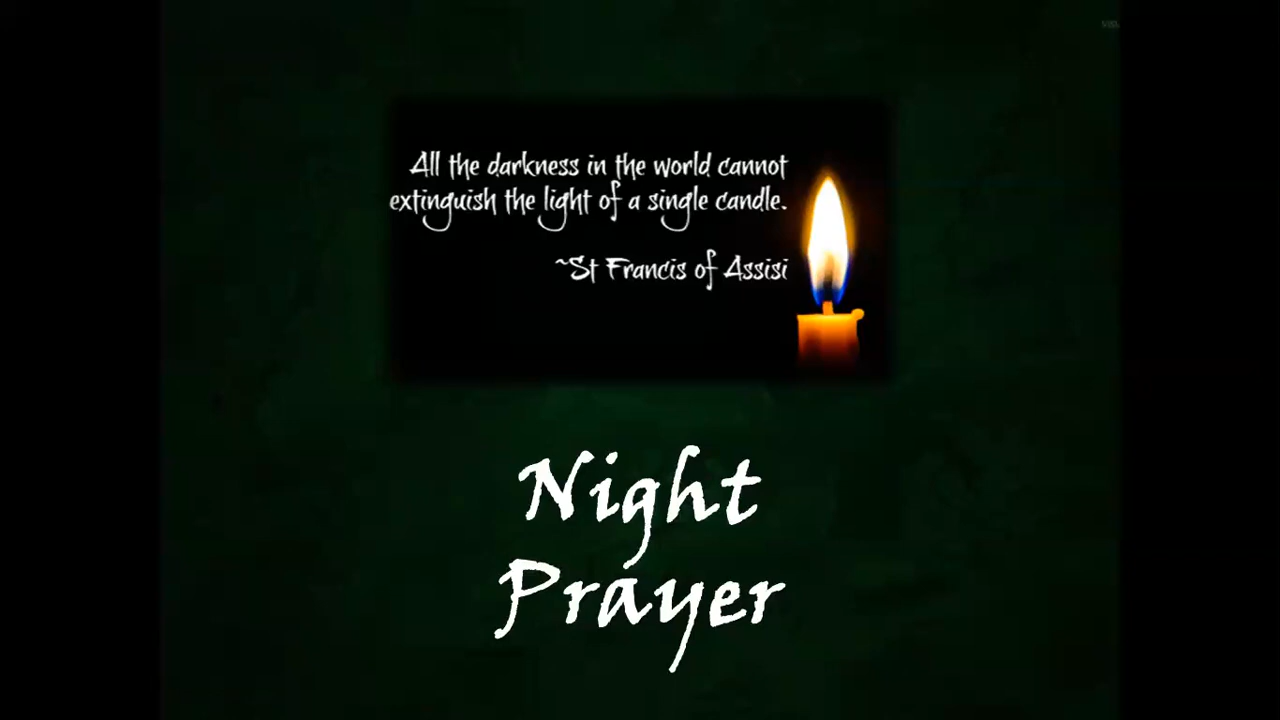 All the darkness in the world cannot
extinguish the light of a single candle.
~St Francis of Assisi
Night
Prayer